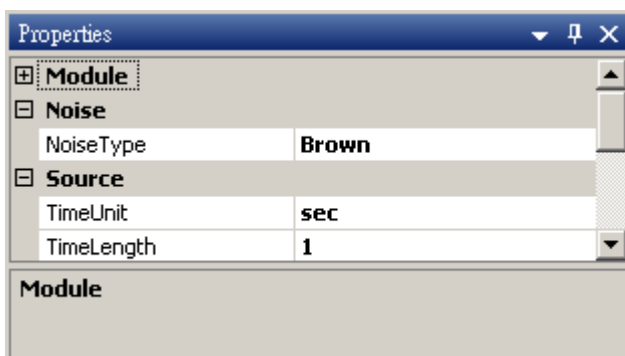 Properties
Module
Noise
NoiseType Brown
Source
TimeUnit sec
TimeLength 1
Module